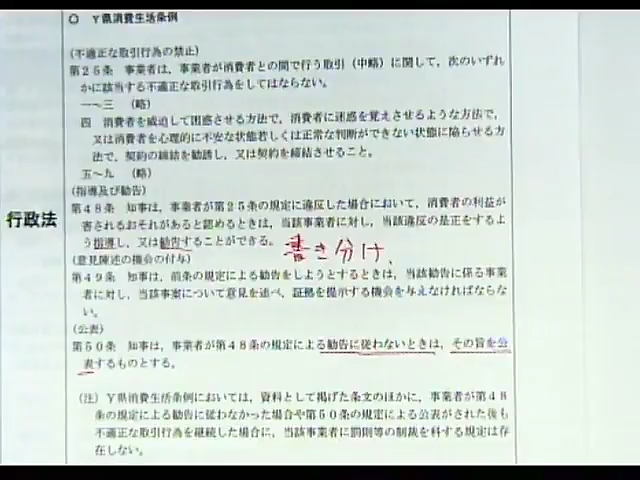 ○ Y県消費生活条例
(不適正な取引行為の禁止)
第25条 事業者は、事業者が消費者との間で行う取引(中略)に関して、次のいずれ
かに該当する不適正な取引行為をしてはならない。
一～三 (略)
四 消費者を威迫して困惑させる方法で、消費者に迷惑を覚えさせるような方法で、
又は消費者を心理的に不安な状態若しくは正常な判断ができない状態に陥らせる方
法で、契約の締結を勧誘し、又は契約を締結させること。
五～九 (略)
(指導及び勧告)
第48条 知事は、事業者が第25条の規定に違反した場合において、消費者の利益が
害されるおそれがあると認めるときは、当該事業者に対し、当該違反の是正をするよ
う指導し、又は勧告することができる。
書き分け、
(意見陳述の機会の付与)
第49条 知事は、前条の規定による勧告をしようとするときは、当該勧告に係る事業
者に対し、当該事案について意見を述べ、証拠を提示する機会を与えなければならな
い。
(公表)
第50条 知事は、事業者が第48条の規定による勧告に従わないときは、その旨を公
表するものとする。
(注) Y県消費生活条例においては、資料として掲げた条文のほかに、事業者が第48
条の規定による勧告に従わなかった場合や第50条の規定による公表がされた後も
不適正な取引行為を継続した場合に、当該事業者に罰則等の制裁を科する規定は存
在しない。
行政法